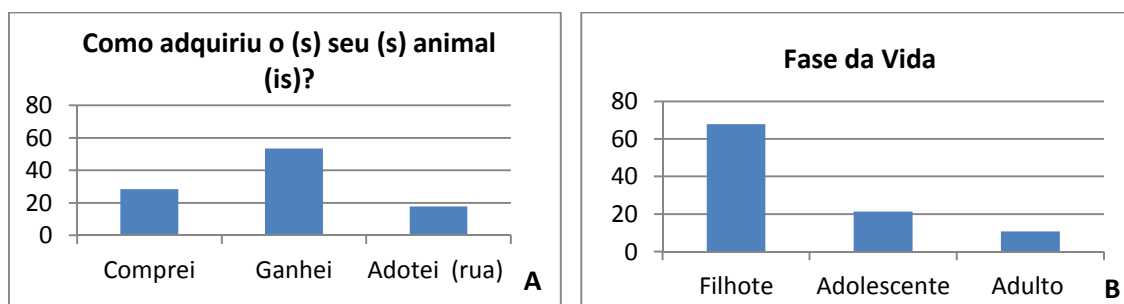 Como adquiriu o (s) seu (s) animal
(is)?
80
60
40
20
0
Comprei Ganhei Adotei (rua)
A
Fase da Vida
80
60
40
20
0
Filhote Adolescente Adulto
B